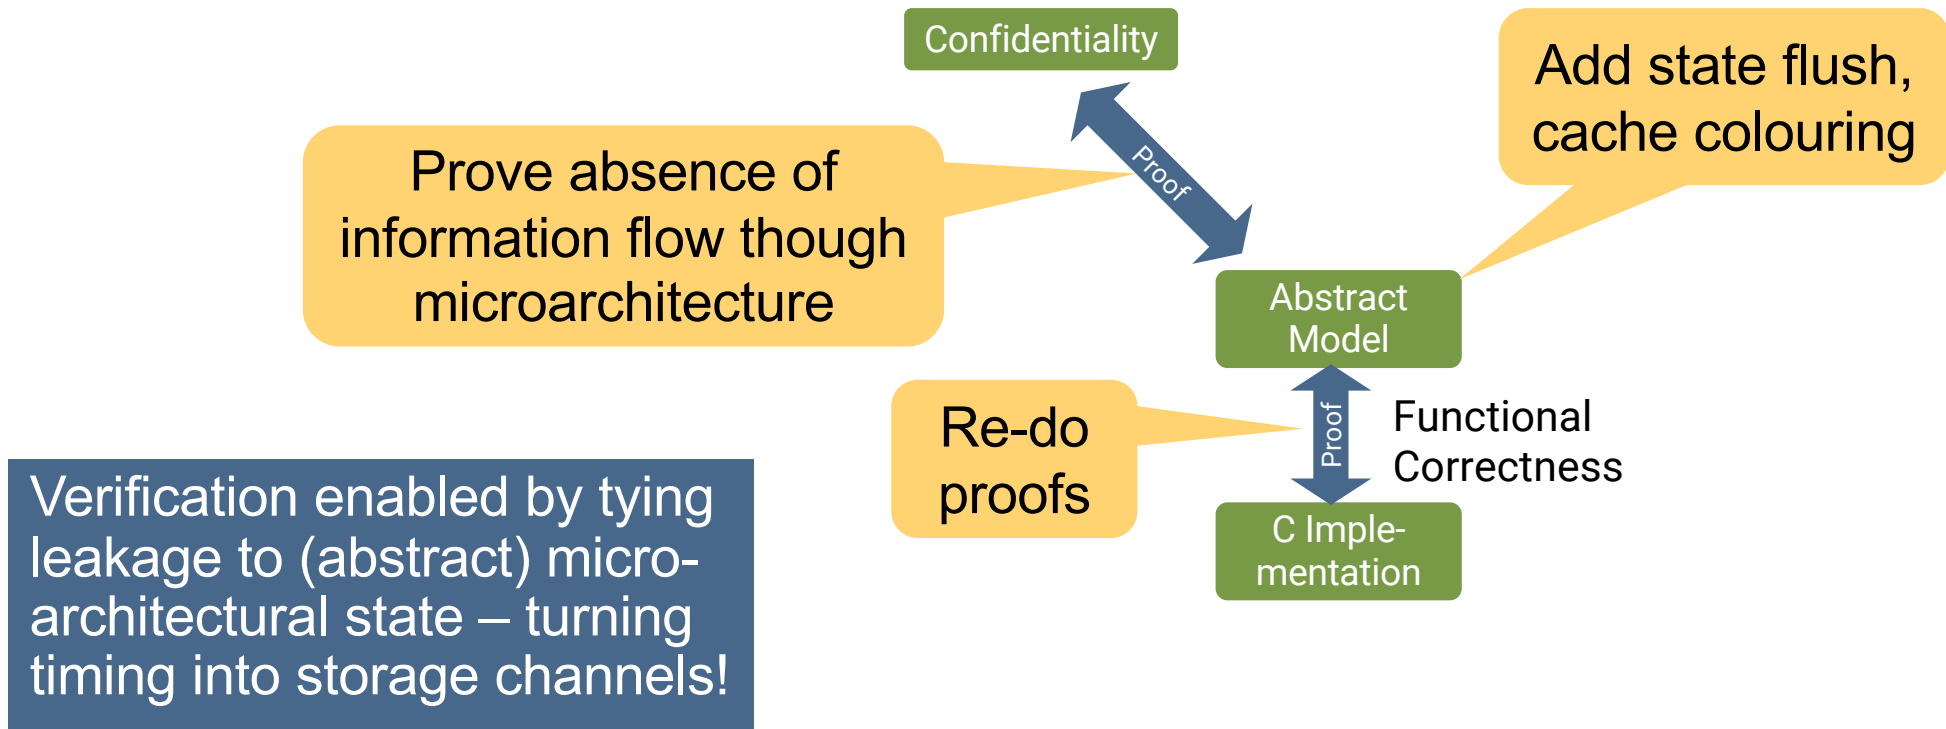 Confidentiality
Add state flush,
cache colouring
Prove absence of
information flow though
microarchitecture
Proof
Abstract
Model
Re-do
proofs
Proof
Functional
Correctness
C Imple-
mentation
Verification enabled by tying
leakage to (abstract) micro-
architectural state – turning
timing into storage channels!